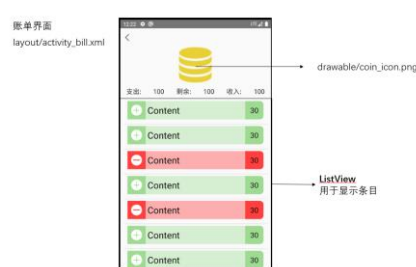 账单界面
layout/activity_bill.xml
drawable/coin_icon.png
支出: 100 剩余: 100 收入: 100
Content 30
Content 30
Content 30
Content 30
Content 30
Content 30
Content 30
ListView
用于显示条目